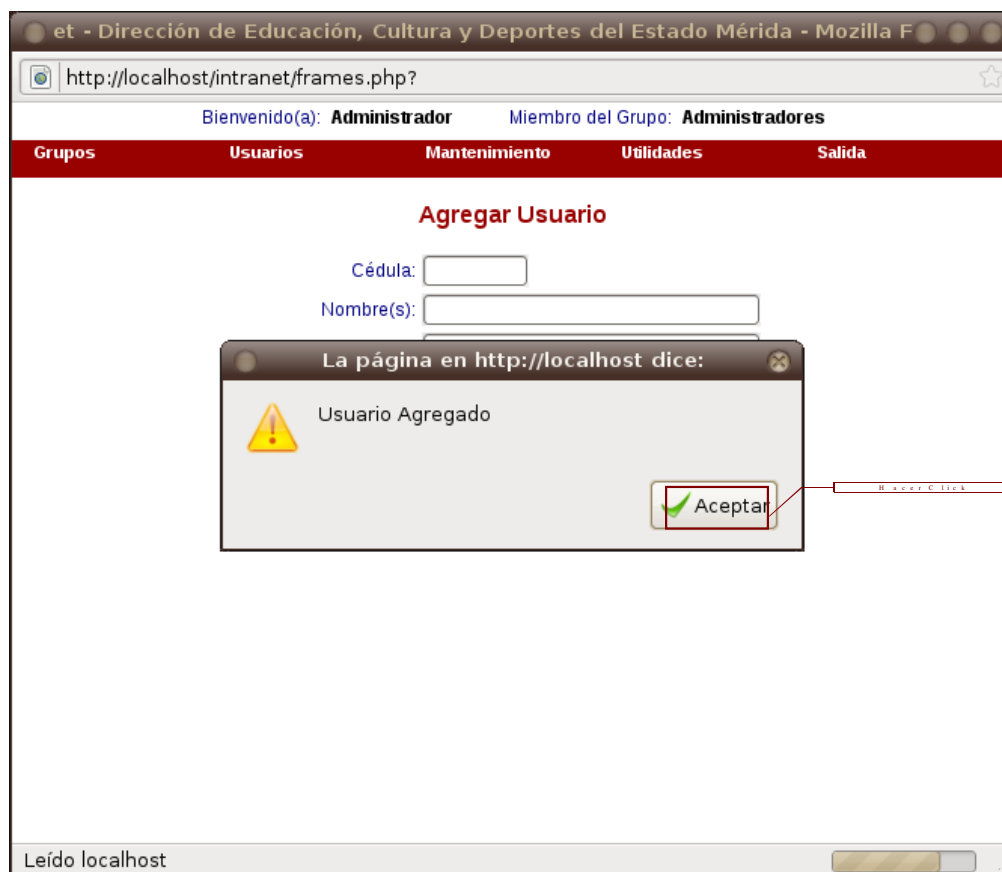 et - Dirección de Educación, Cultura y Deportes del Estado Mérida - Mozilla F
http://localhost/intranet/frames.php?
Bienvenido(a): Administrador Miembro del Grupo: Administradores
Grupos Usuarios Mantenimiento Utilidades Salida
Agregar Usuario
Cédula:
Nombre(s):
La página en http://localhost dice:
Usuario Agregado
Aceptar
Hacer Click
Leído localhost